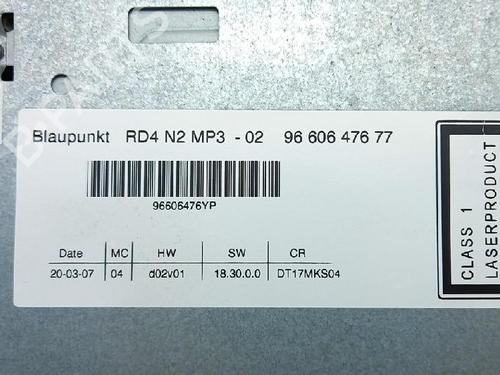 B-PARTS
Blaupunkt RD4 N2 MP3 - 02 96 606 476 77
96606476YP
Date MC HW SW CR
20-03-07 04 d02v01 18.30.0.0 DT17MKS04
CLASS 1
LASERPRODUCT